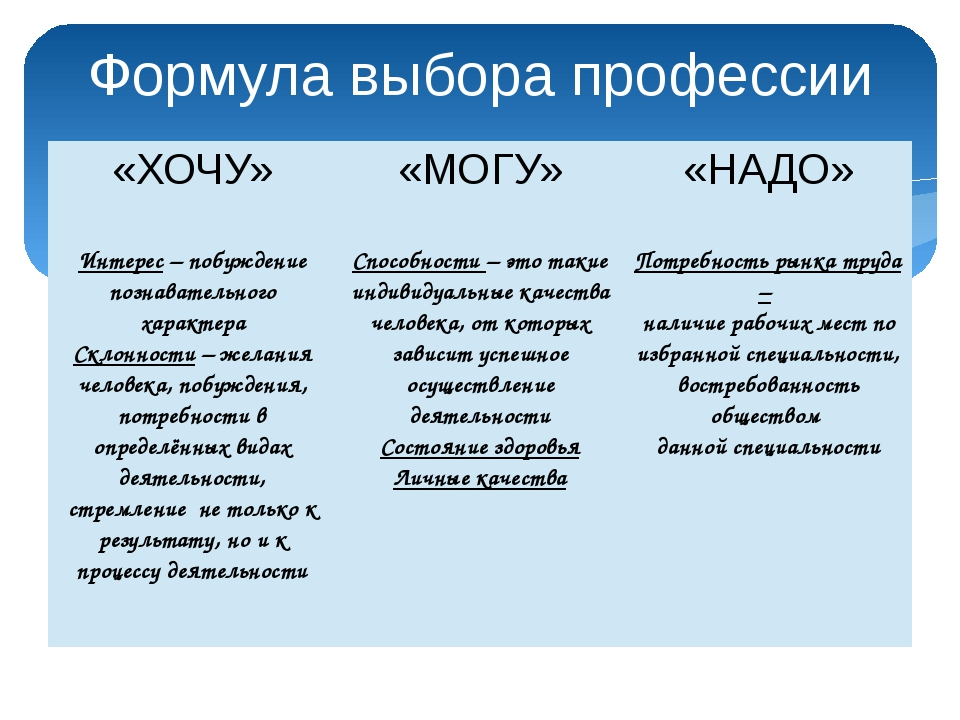 Формула выбора профессии
«ХОЧУ»
«МОГУ»
«НАДО»
Интерес – побуждение
познавательного
характера
Склонности – желания
человека, побуждения,
потребности в
определённых видах
деятельности,
стремление не только к
результату, но и к
процессу деятельности
Способности – это такие
индивидуальные качества
человека, от которых
зависит успешное
осуществление
деятельности
Состояние здоровья
Личные качества
Потребность рынка труда
–
наличие рабочих мест по
избранной специальности,
востребованность
обществом
данной специальности